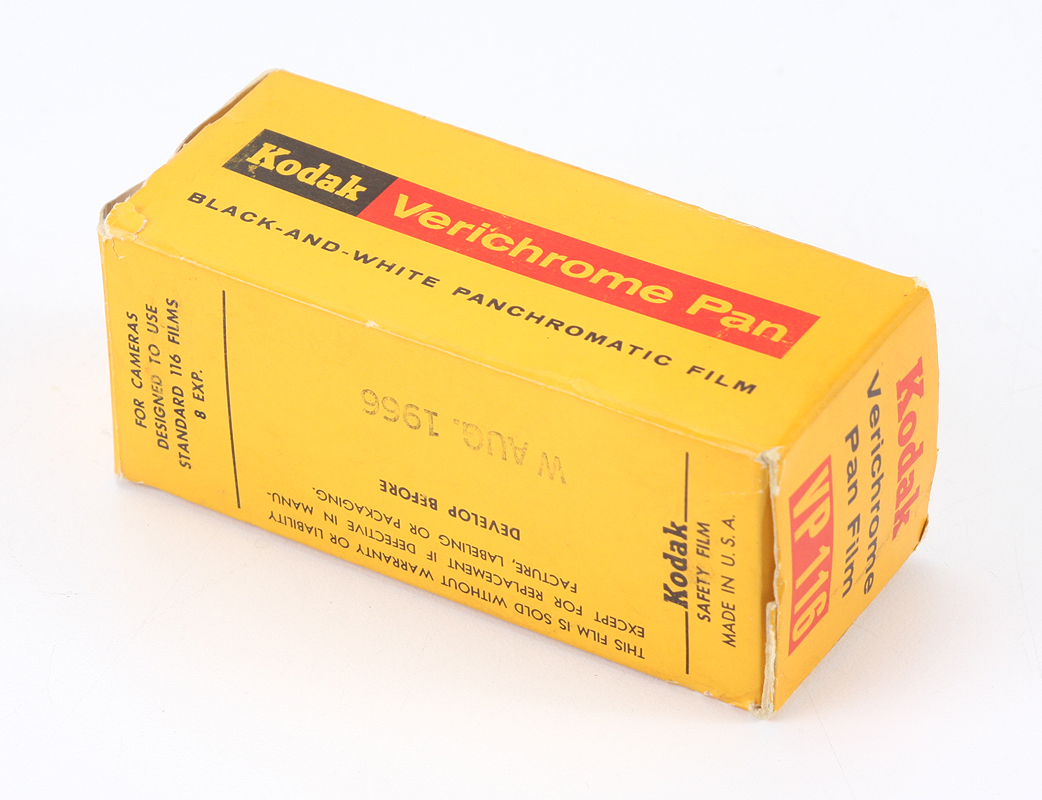 Kodak Verichrome Pan
BLACK-AND-WHITE PANCHROMATIC FILM
FOR CAMERAS
DESIGNED TO USE
STANDARD 116 FILMS
8 EXP.
THIS FILM IS SOLD WITHOUT WARRANTY OR LIABILITY
EXCEPT FOR REPLACEMENT IF DEFECTIVE IN MANU-
FACTURE, LABELING OR PACKAGING.
DEVELOP BEFORE
W AUG. 1966
Kodak
SAFETY FILM
MADE IN U.S.A.
Kodak
Verichrome
Pan Film
VP 116